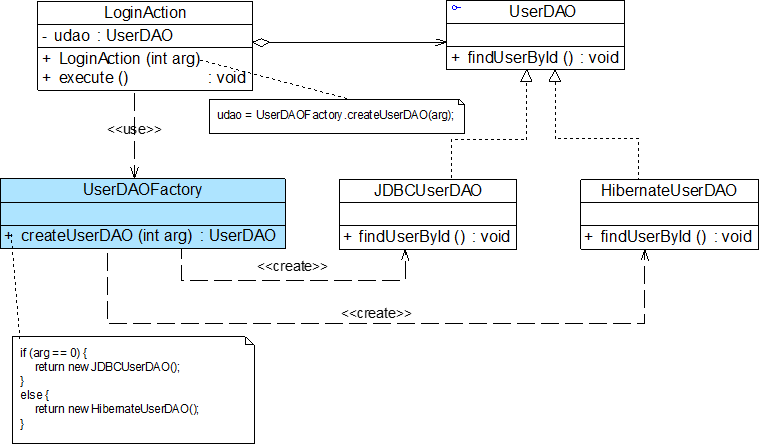 LoginAction
- udao : UserDAO
+ LoginAction (int arg)
+ execute () : void
UserDAO
+ findUserById () : void
udao = UserDAOFactory.createUserDAO(arg);
<<use>>
UserDAOFactory
+ createUserDAO (int arg) : UserDAO
JDBCUserDAO
+ findUserById () : void
HibernateUserDAO
+ findUserById () : void
<<create>>
<<create>>
if (arg == 0) {
return new JDBCUserDAO();
}
else {
return new HibernateUserDAO();
}